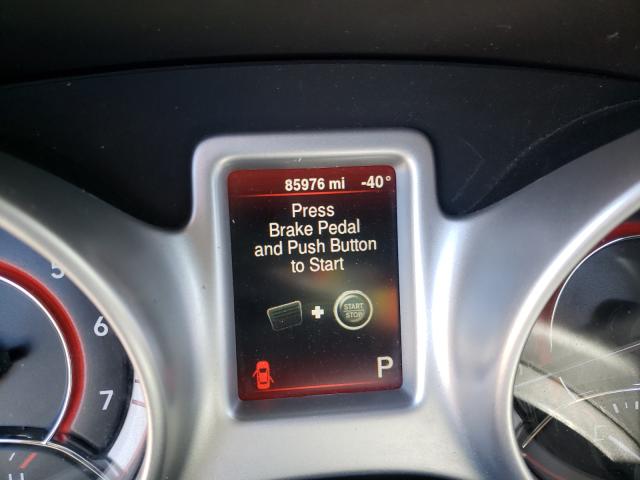 85976 mi -40°
Press
Brake Pedal
and Push Button
to Start
START
STOP
P
5
6
7
H
E